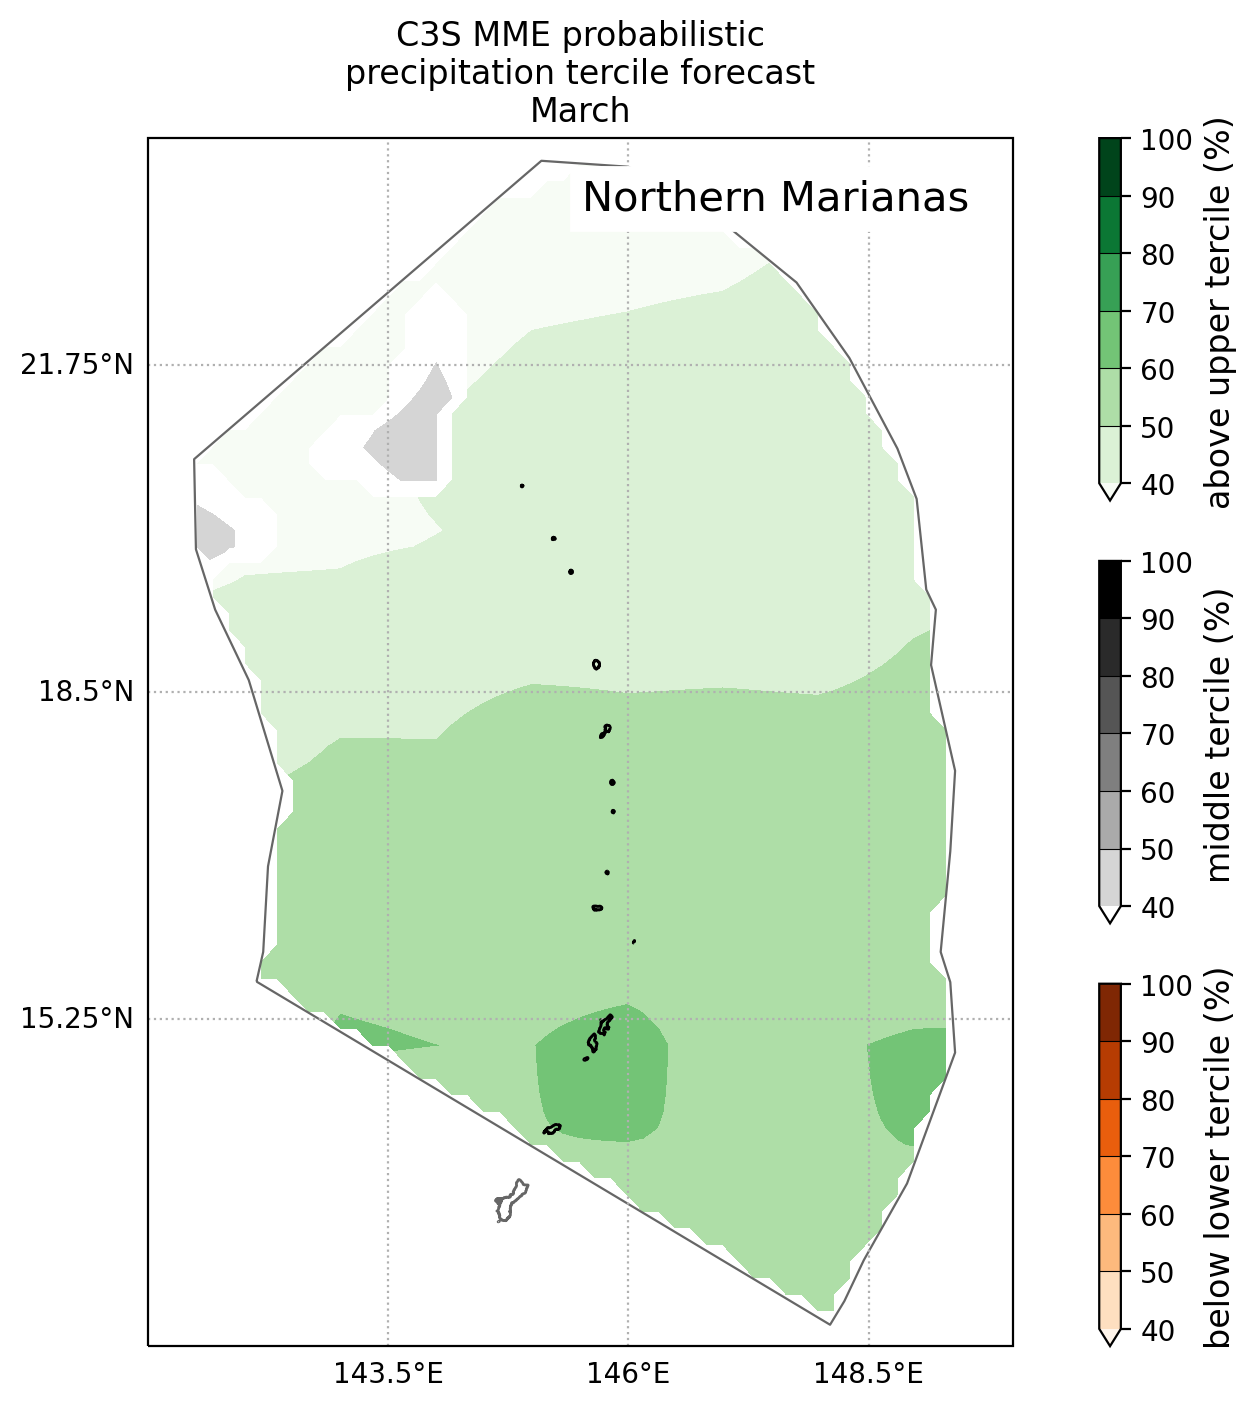 C3S MME probabilistic
precipitation tercile forecast
March
Northern Marianas
21.75°N
18.5°N
15.25°N
143.5°E
146°E
148.5°E
100
90
80
70
60
50
40
above upper tercile (%)
100
90
80
70
60
50
40
middle tercile (%)
100
90
80
70
60
50
40
below lower tercile (%)